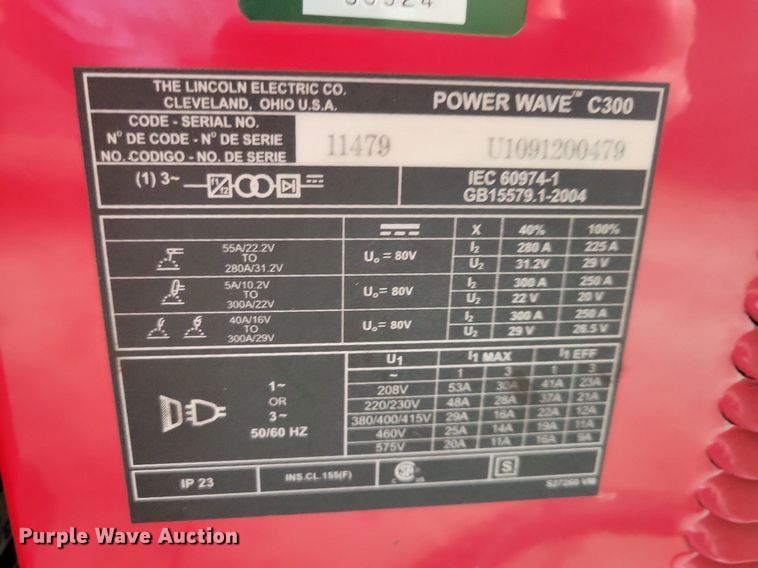 THE LINCOLN ELECTRIC CO.
CLEVELAND, OHIO U.S.A.
POWER WAVE™ C300
CODE - SERIAL NO.
N° DE CODE - N° DE SERIE
NO. CODIGO - NO. DE SERIE
11479 U1091200479
(1) 3~ f1/f2
IEC 60974-1
GB15579.1-2004
X 40% 100%
55A/22.2V
TO
280A/31.2V
U₀ = 80V
I₂ 280 A 225 A
U₂ 31.2V 29 V
5A/10.2V
TO
300A/22V
U₀ = 80V
I₂ 300 A 250 A
U₂ 22 V 20 V
40A/16V
TO
300A/29V
U₀ = 80V
I₂ 300 A 250 A
U₂ 29 V 26.5 V
1~
OR
3~
50/60 HZ
U₁ I₁ MAX I₁ EFF
~ 1 3 1 3
208V 53A 30A 41A 23A
220/230V 48A 28A 37A 21A
380/400/415V 29A 16A 22A 12A
460V 25A 14A 19A 11A
575V 20A 11A 16A 9A
IP 23
INS.CL.155(F)
S
S27260 VM
Purple Wave Auction